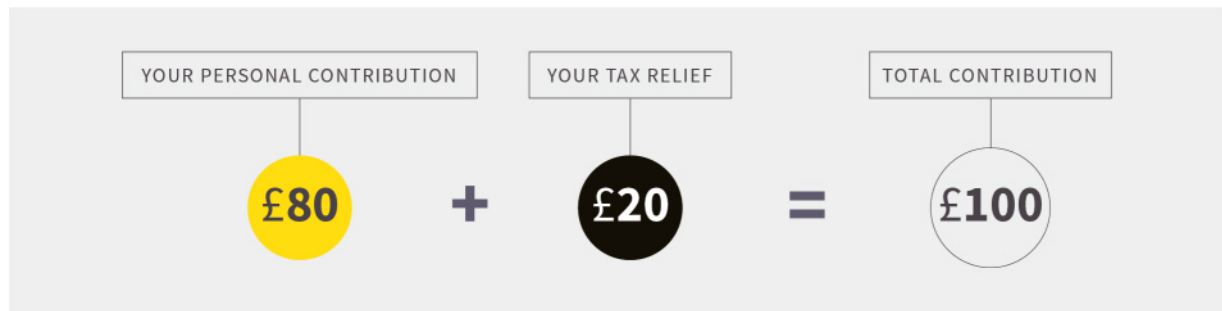 YOUR PERSONAL CONTRIBUTION
YOUR TAX RELIEF
TOTAL CONTRIBUTION
£80 + £20 = £100